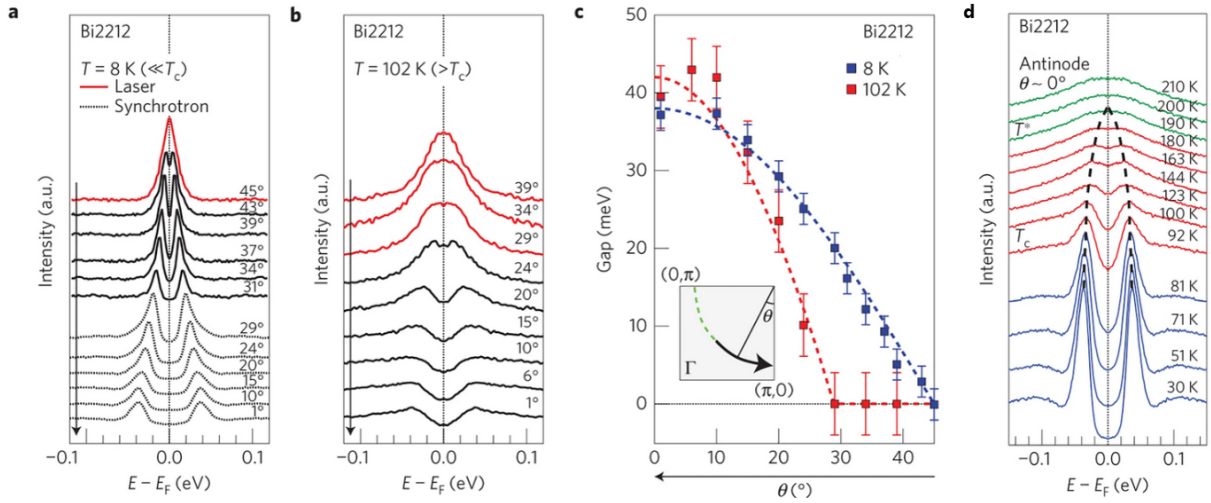 a
Bi2212
T = 8 K (≪Tc)
Laser
Synchrotron
45°
43°
39°
37°
34°
31°
29°
24°
20°
15°
10°
1°
Intensity (a.u.)
−0.1
0.0
0.1
E − EF (eV)
b
Bi2212
T = 102 K (>Tc)
39°
34°
29°
24°
20°
15°
10°
6°
1°
Intensity (a.u.)
−0.1
0.0
0.1
E − EF (eV)
c
Bi2212
8 K
102 K
50
40
30
20
10
0
Gap (meV)
(0,π)
θ
Γ
(π,0)
0
10
20
30
40
θ (°)
d
Bi2212
Antinode
θ ~ 0°
210 K
200 K
190 K
T*
180 K
163 K
144 K
123 K
100 K
Tc
92 K
81 K
71 K
51 K
30 K
Intensity (a.u.)
−0.1
0.0
0.1
E − EF (eV)